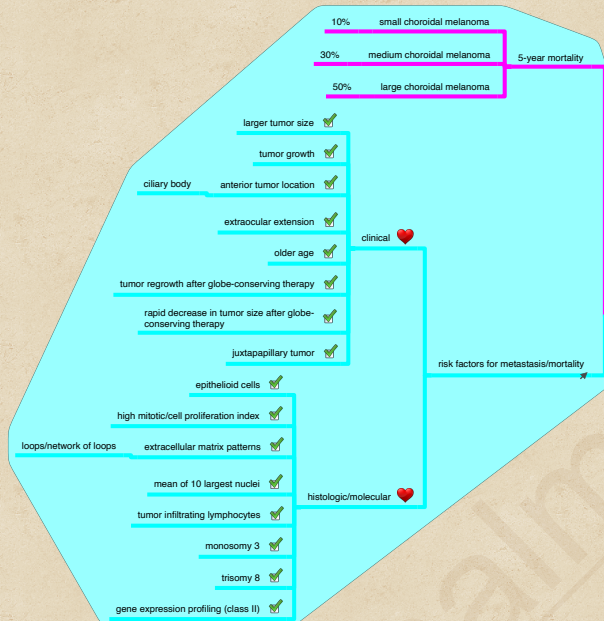 10% small choroidal melanoma
30% medium choroidal melanoma
5-year mortality
50% large choroidal melanoma
larger tumor size
tumor growth
ciliary body anterior tumor location
extraocular extension
clinical
older age
tumor regrowth after globe-conserving therapy
rapid decrease in tumor size after globe-
conserving therapy
juxtapapillary tumor
risk factors for metastasis/mortality
epithelioid cells
high mitotic/cell proliferation index
loops/network of loops extracellular matrix patterns
mean of 10 largest nuclei
histologic/molecular
tumor infiltrating lymphocytes
monosomy 3
trisomy 8
gene expression profiling (class II)